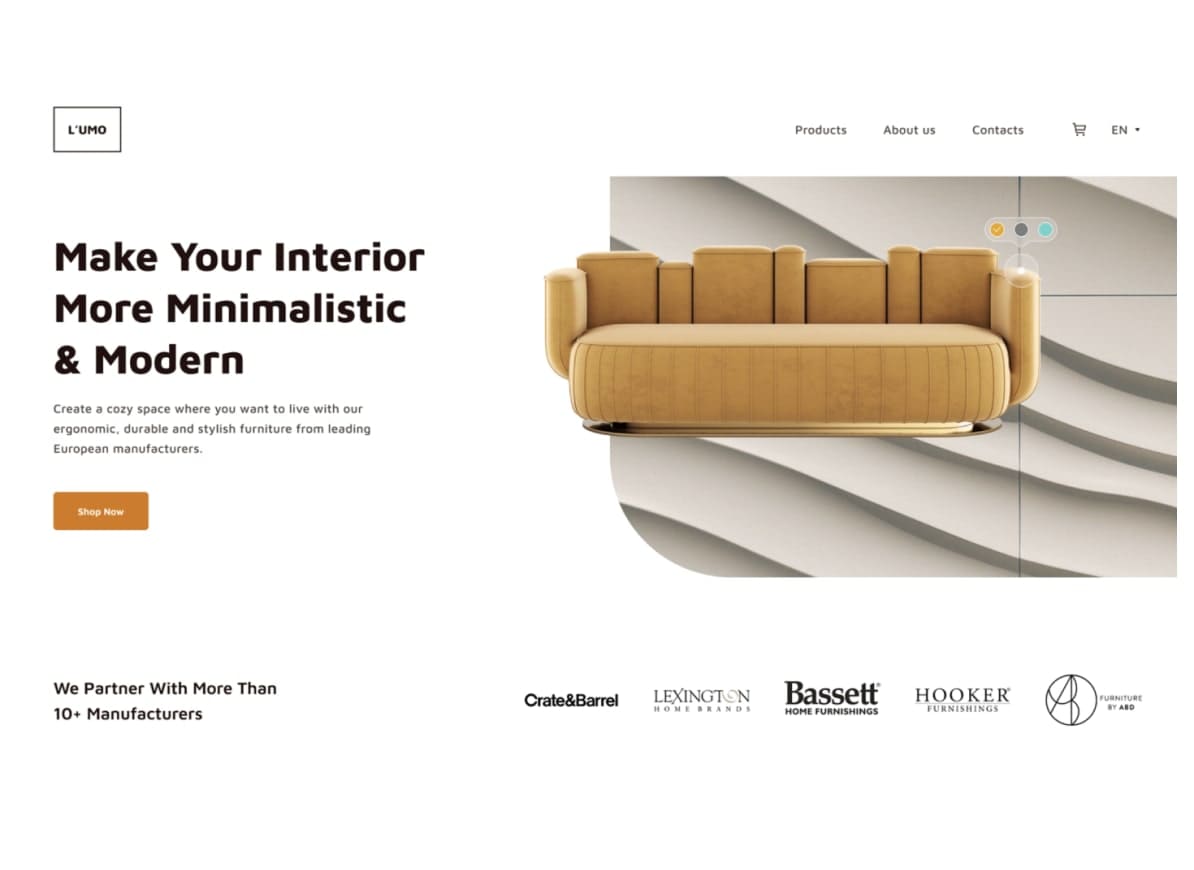 L'UMO
Products
About us
Contacts
EN
Make Your Interior
More Minimalistic
& Modern
Create a cozy space where you want to live with our
ergonomic, durable and stylish furniture from leading
European manufacturers.
Shop Now
We Partner With More Than
10+ Manufacturers
Crate&Barrel
LEXINGTON
HOME BRANDS
Bassett®
HOME FURNISHINGS
HOOKER®
FURNISHINGS
FURNITURE
BY ABD